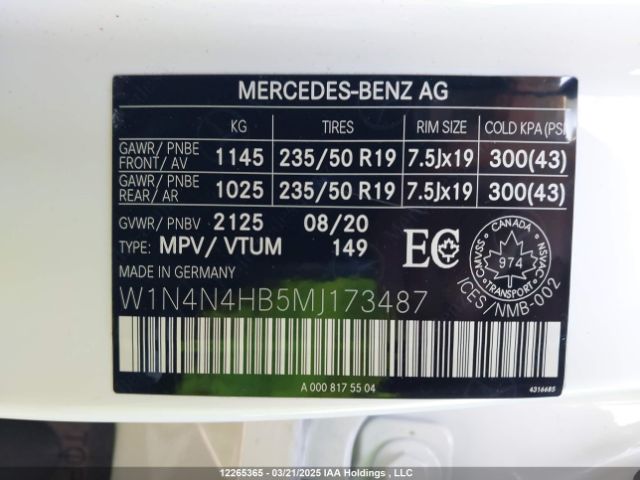 MERCEDES-BENZ AG
KG TIRES RIM SIZE COLD KPA (PSI
GAWR/ PNBE FRONT/ AV 1145 235/50 R19 7.5Jx19 300(43)
GAWR/ PNBE REAR/ AR 1025 235/50 R19 7.5Jx19 300(43)
GVWR/ PNBV 2125 08/20
TYPE: MPV/ VTUM 149
EC
CANADA
CMVSS NSVAC
974
TRANSPORT
ICES/NMB-002
MADE IN GERMANY
W1N4N4HB5MJ173487
A 000 817 55 04
4316685
12265365 - 03/21/2025 IAA Holdings , LLC